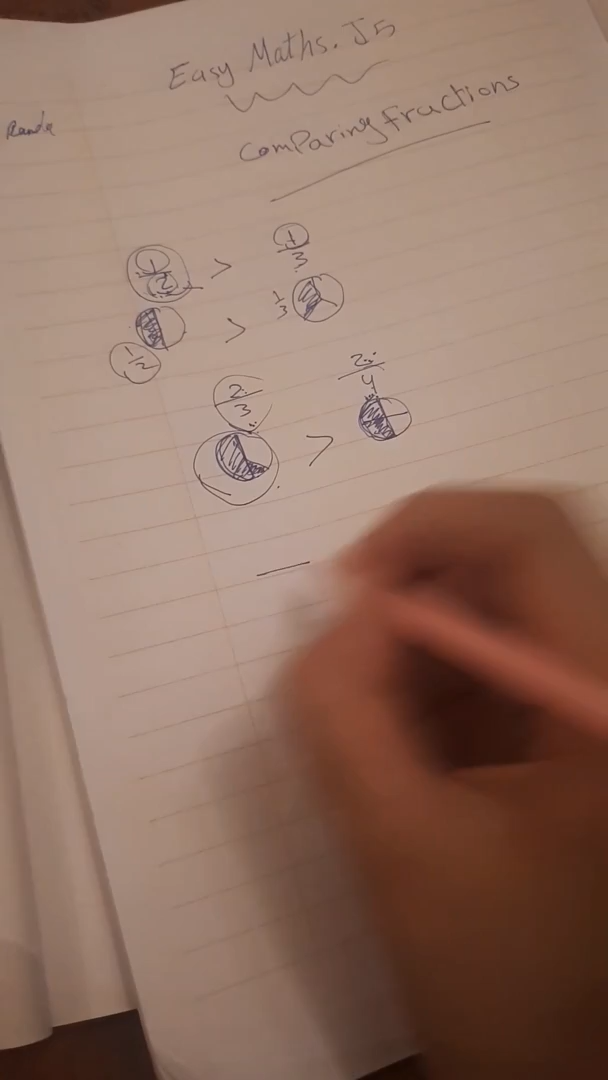 Easy Maths. J5
Comparing fractions
1/2 > 1/3
> 1/3
1/2
2/3 2/4
>